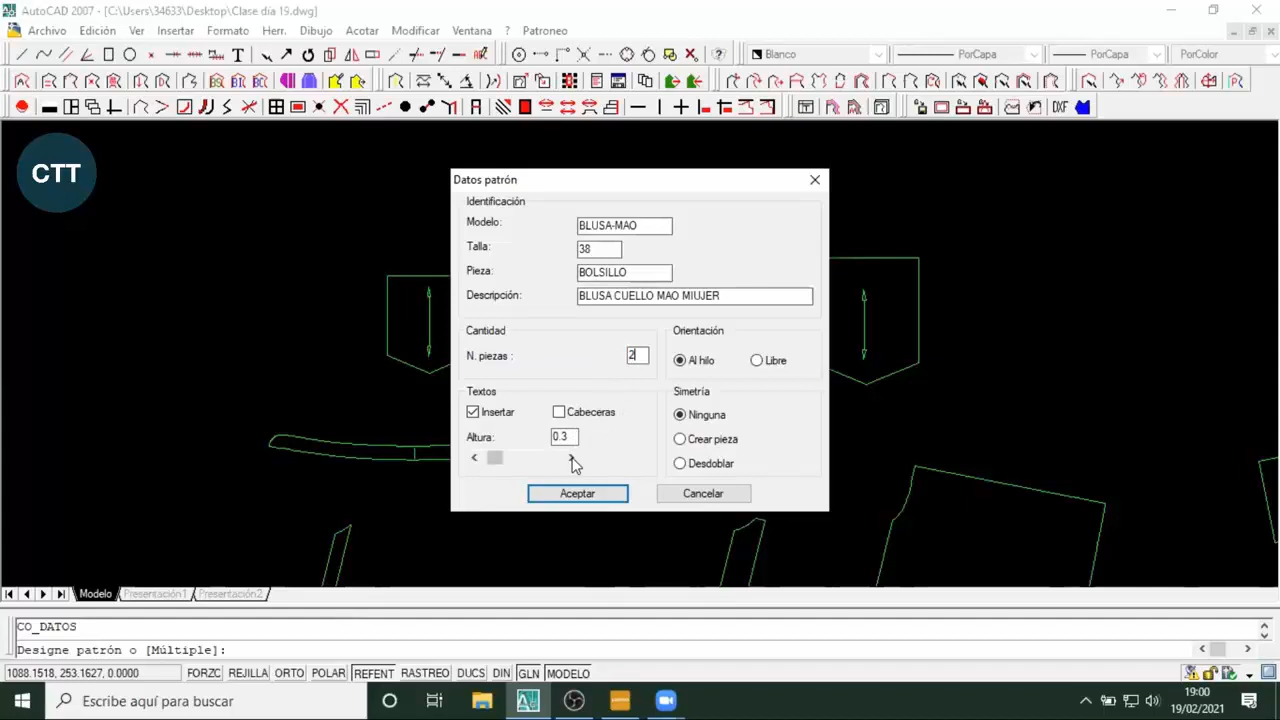 AutoCAD 2007 - [C:\Users\34633\Desktop\Clase día 19.dwg]
Archivo Edición Ver Insertar Formato Herr. Dibujo Acotar Modificar Ventana ? Patroneo
Blanco PorCapa PorCapa PorColor
DXF
CTT
Datos patrón
Identificación
Modelo: BLUSA-MAO
Talla: 38
Pieza: BOLSILLO
Descripción: BLUSA CUELLO MAO MIUJER
Cantidad Orientación
N. piezas : 2 Al hilo Libre
Textos Simetría
Insertar Cabeceras Ninguna
Altura: 0.3 Crear pieza
Desdoblar
Aceptar Cancelar
Modelo Presentación1 Presentación2
CO_DATOS
Designe patrón o [Múltiple]:
1088.1518, 253.1627, 0.0000 FORZC REJILLA ORTO POLAR REFENT RASTREO DUCS DIN GLN MODELO
Escribe aquí para buscar
19:00
19/02/2021